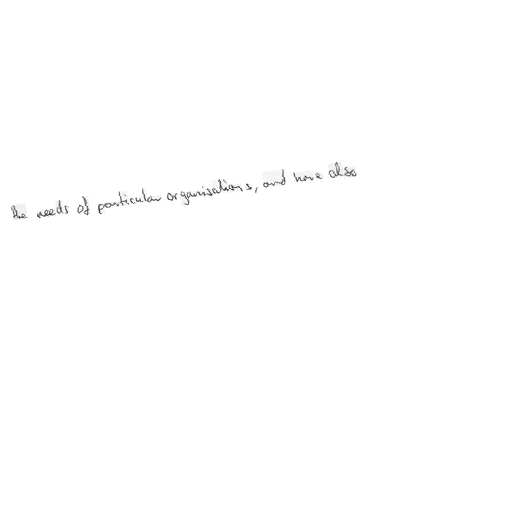 the needs of particular organisations, and have also